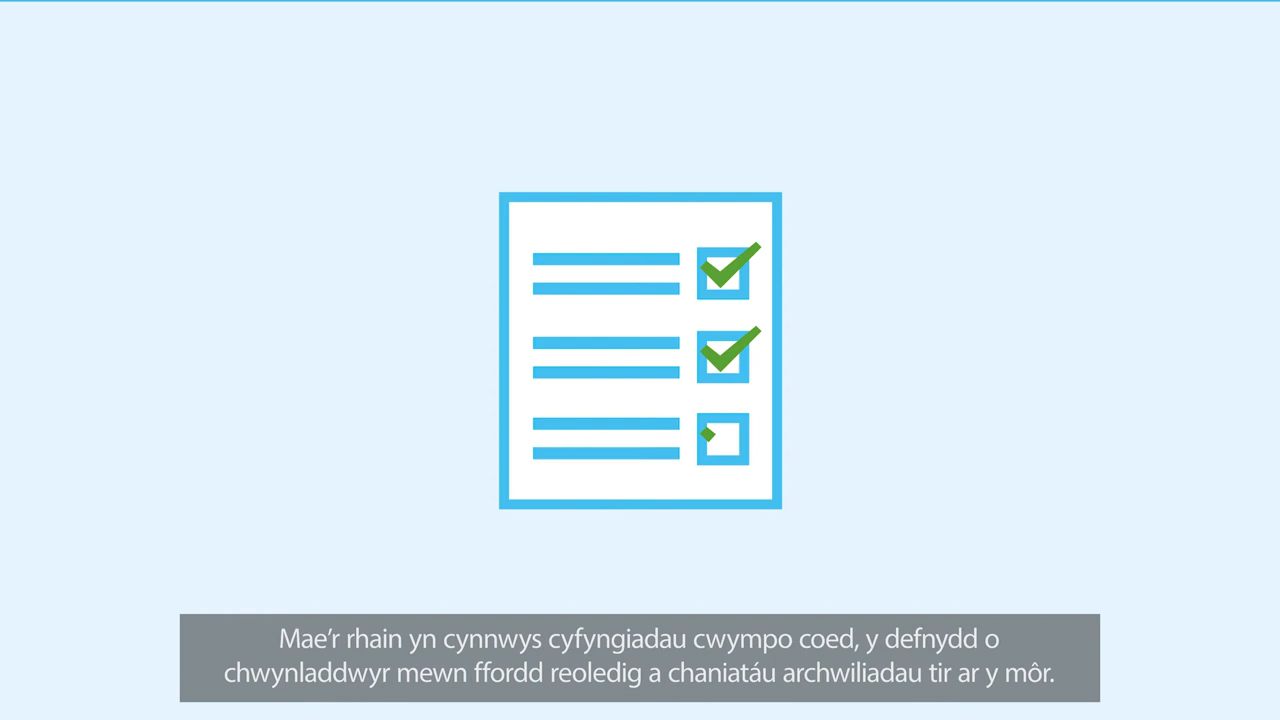 Mae’r rhain yn cynnwys cyfyngiadau cwympo coed, y defnydd o
chwynladdwyr mewn ffordd reoledig a chaniatáu archwiliadau tir ar y môr.